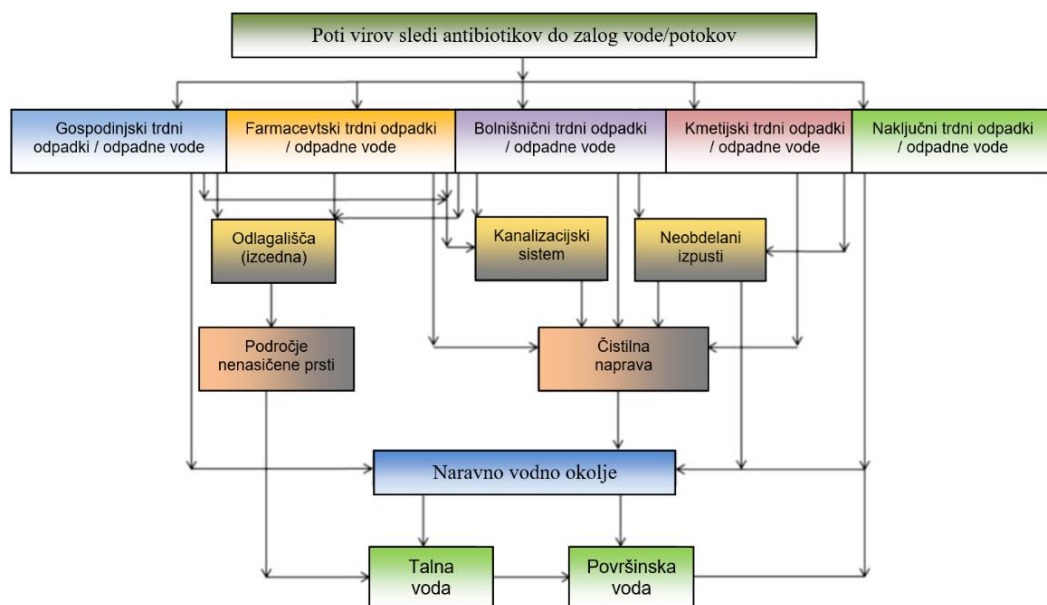 Poti virov sledi antibiotikov do zalog vode/potokov
Gospodinjski trdni
odpadki / odpadne vode
Farmacevtski trdni odpadki
/ odpadne vode
Bolnišnični trdni odpadki
/ odpadne vode
Kmetijski trdni odpadki
/ odpadne vode
Naključni trdni odpadki
/ odpadne vode
Odlagališča
(izcedna)
Kanalizacijski
sistem
Neobdelani
izpusti
Področje
nenasičene prsti
Čistilna
naprava
Naravno vodno okolje
Talna
voda
Površinska
voda